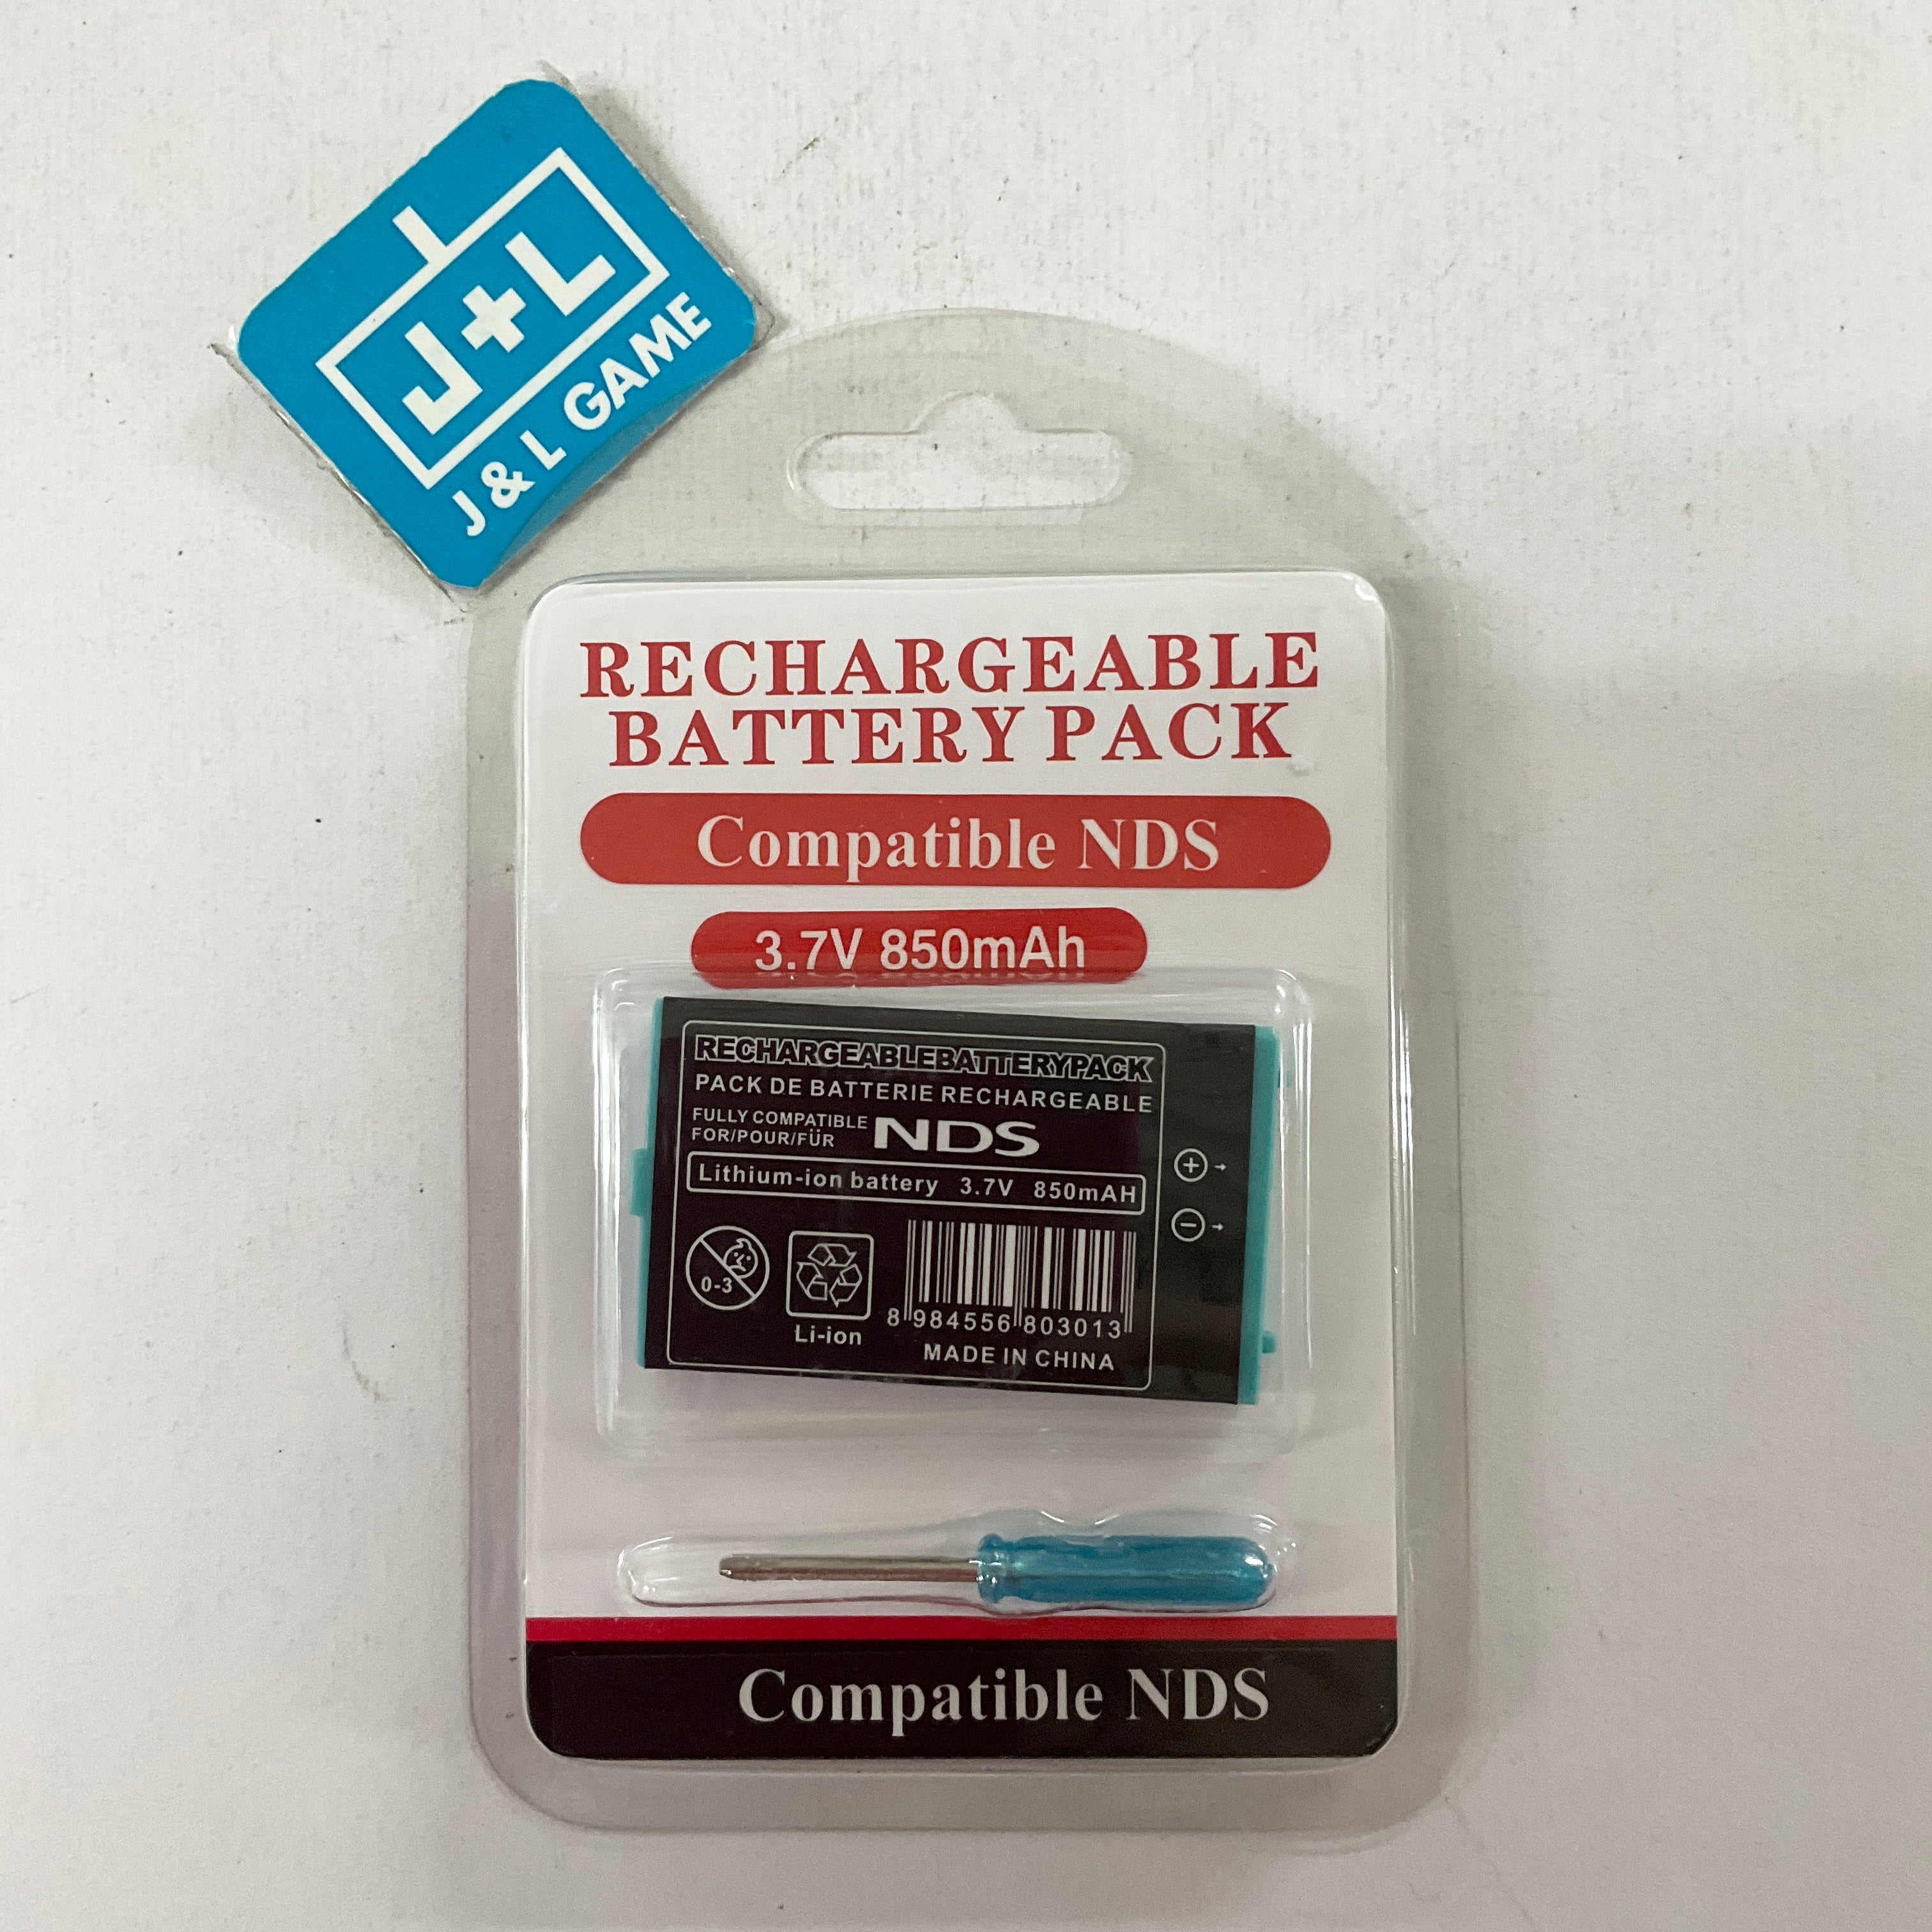 J+L
J & L GAME
RECHARGEABLE
BATTERY PACK
Compatible NDS
3.7V 850mAh
RECHARGEABLEBATTERYPACK
PACK DE BATTERIE RECHARGEABLE
FULLY COMPATIBLE
FOR/POUR/FÜR
NDS
Lithium-ion battery 3.7V 850mAH
+
−
0-3
Li-ion
8 984556 803013
MADE IN CHINA
Compatible NDS